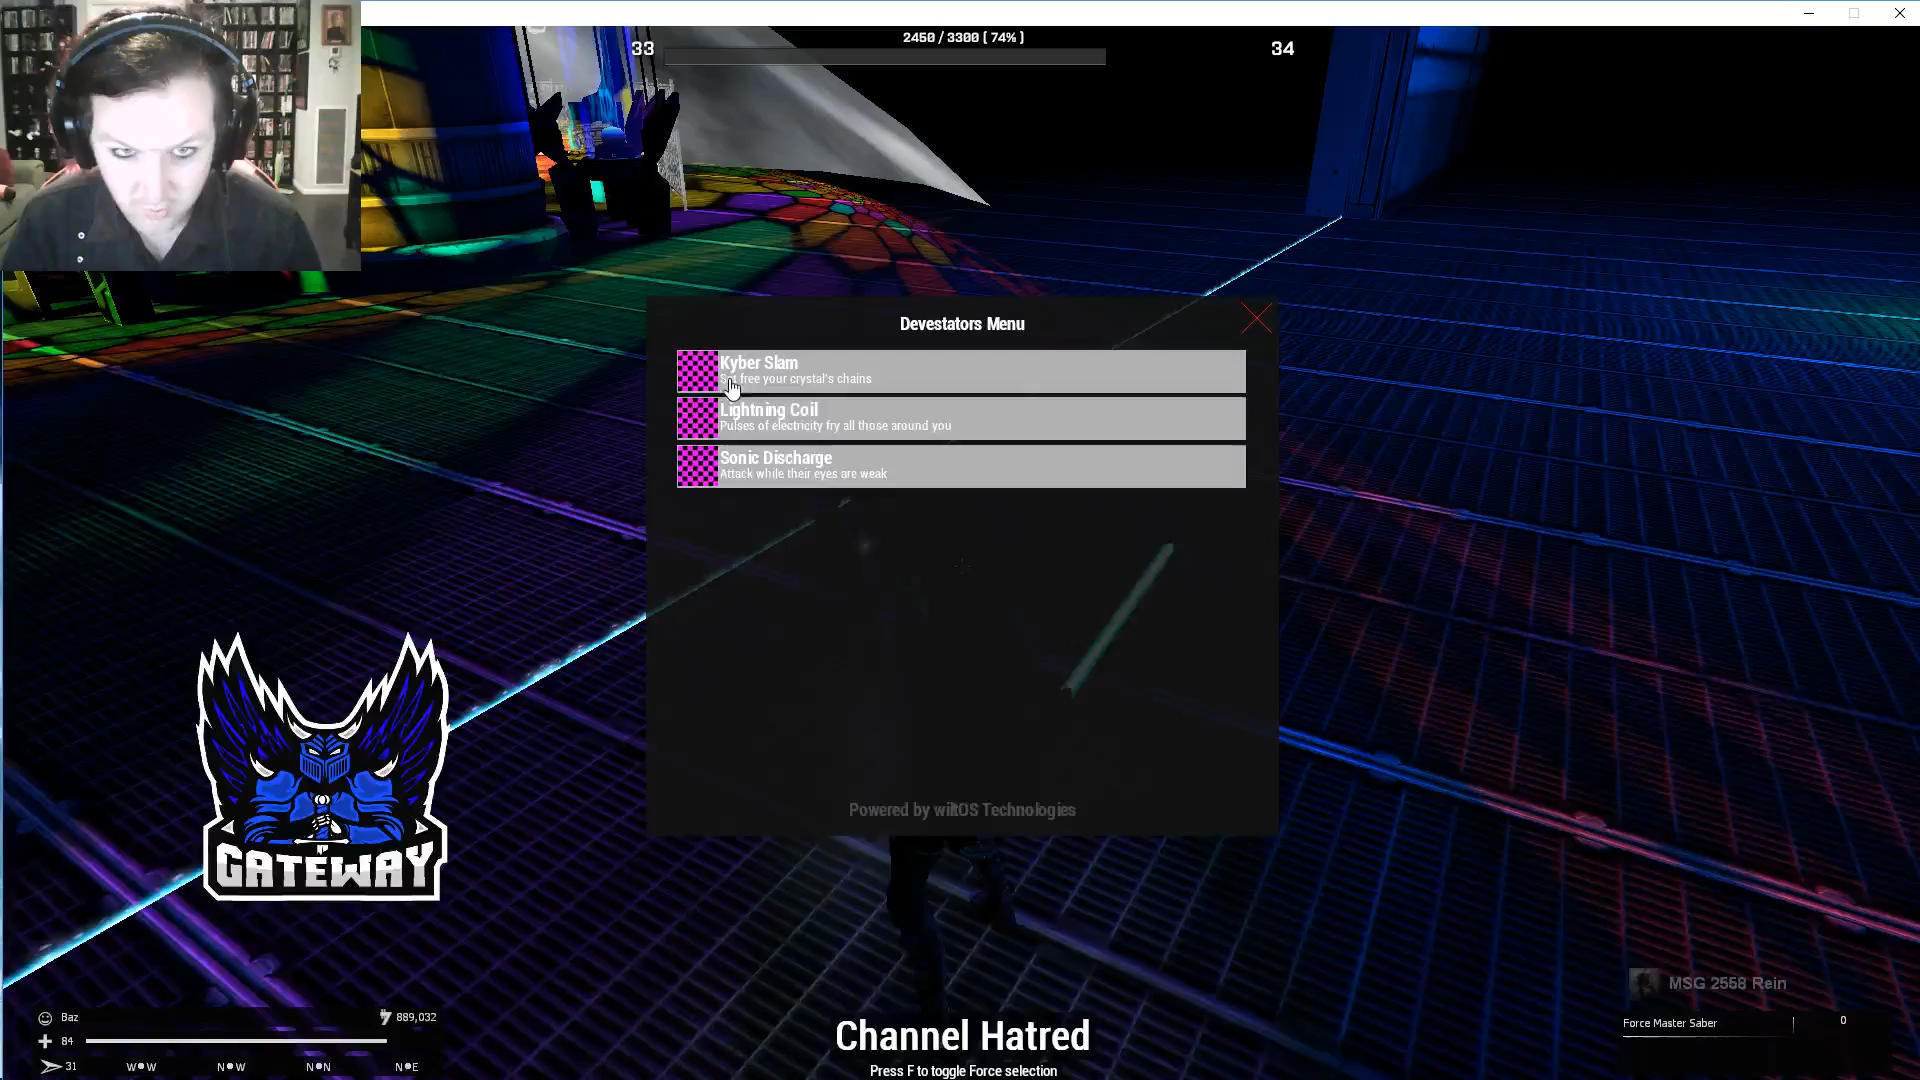 33
2450 / 3300 ( 74% )
34
Devestators Menu
Kyber Slam
Set free your crystal's chains
Lightning Coil
Pulses of electricity fry all those around you
Sonic Discharge
Attack while their eyes are weak
Powered by wiltOS Technologies
GATEWAY
MSG 2558 Rein
Baz
889,032
84
31
W●W
N●W
N●N
N●E
Channel Hatred
Press F to toggle Force selection
Force Master Saber
0